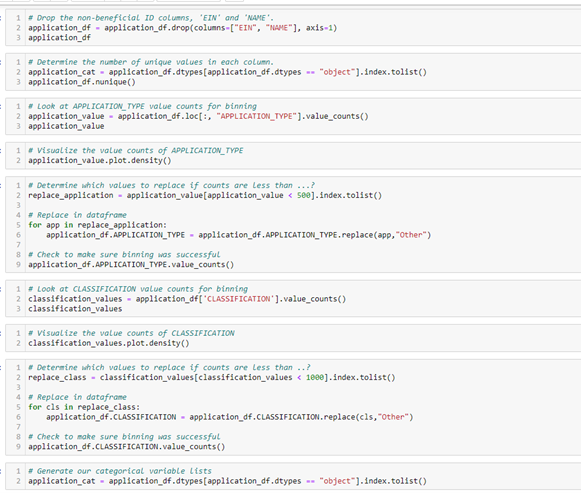 1 # Drop the non-beneficial ID columns, 'EIN' and 'NAME'.
2 application_df = application_df.drop(columns=["EIN", "NAME"], axis=1)
3 application_df
1 # Determine the number of unique values in each column.
2 application_cat = application_df.dtypes[application_df.dtypes == "object"].index.tolist()
3 application_df.nunique()
1 # Look at APPLICATION_TYPE value counts for binning
2 application_value = application_df.loc[:, "APPLICATION_TYPE"].value_counts()
3 application_value
1 # Visualize the value counts of APPLICATION_TYPE
2 application_value.plot.density()
1 # Determine which values to replace if counts are less than ...?
2 replace_application = application_value[application_value < 500].index.tolist()
3
4 # Replace in dataframe
5 for app in replace_application:
6 application_df.APPLICATION_TYPE = application_df.APPLICATION_TYPE.replace(app,"Other")
7
8 # Check to make sure binning was successful
9 application_df.APPLICATION_TYPE.value_counts()
1 # Look at CLASSIFICATION value counts for binning
2 classification_values = application_df['CLASSIFICATION'].value_counts()
3 classification_values
1 # Visualize the value counts of CLASSIFICATION
2 classification_values.plot.density()
1 # Determine which values to replace if counts are less than ..?
2 replace_class = classification_values[classification_values < 1000].index.tolist()
3
4 # Replace in dataframe
5 for cls in replace_class:
6 application_df.CLASSIFICATION = application_df.CLASSIFICATION.replace(cls,"Other")
7
8 # Check to make sure binning was successful
9 application_df.CLASSIFICATION.value_counts()
1 # Generate our categorical variable lists
2 application_cat = application_df.dtypes[application_df.dtypes == "object"].index.tolist()